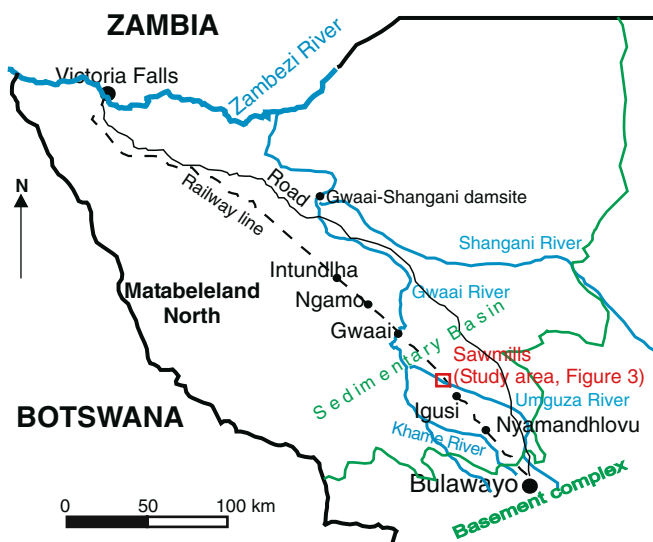 ZAMBIA
Zambezi River
Victoria Falls
N
Road
Railway line
Gwaai-Shangani damsite
Shangani River
Intundlha
Gwaai River
Matabeleland
North
Ngamo
Gwaai
Sedimentary Basin
Sawmills
(Study area, Figure 3)
BOTSWANA
Igusi
Umguza River
Nyamandhlovu
Khame River
Bulawayo
Basement complex
0 50 100 km